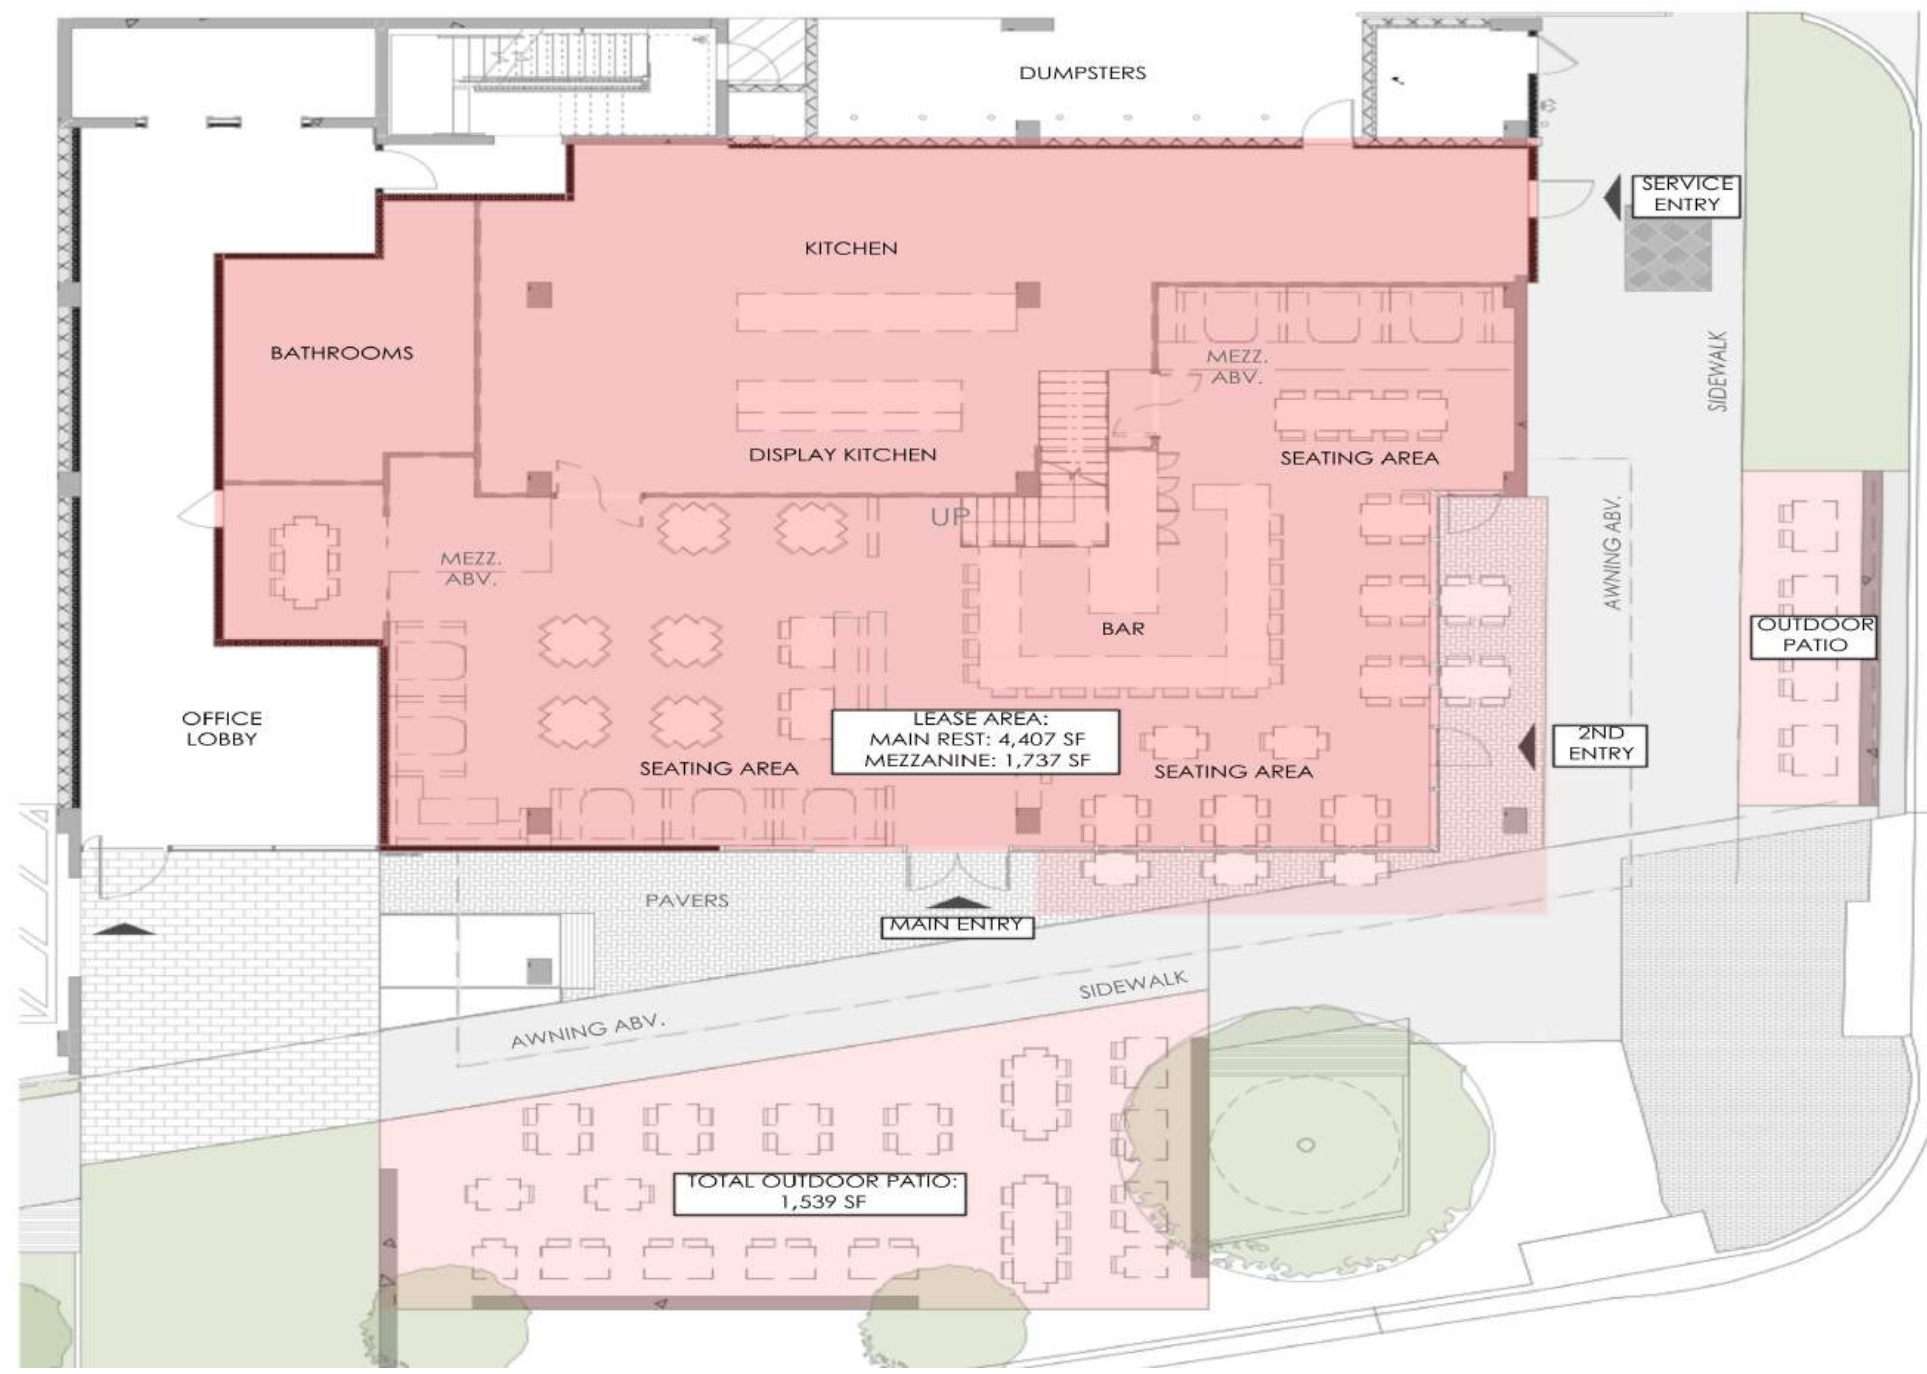 DUMPSTERS
SERVICE
ENTRY
KITCHEN
BATHROOMS
MEZZ.
ABV.
SIDEWALK
DISPLAY KITCHEN
SEATING AREA
UP
AWNING ABV.
MEZZ.
ABV.
BAR
OUTDOOR
PATIO
OFFICE
LOBBY
LEASE AREA:
MAIN REST: 4,407 SF
MEZZANINE: 1,737 SF
2ND
ENTRY
SEATING AREA
SEATING AREA
PAVERS
MAIN ENTRY
SIDEWALK
AWNING ABV.
TOTAL OUTDOOR PATIO:
1,539 SF